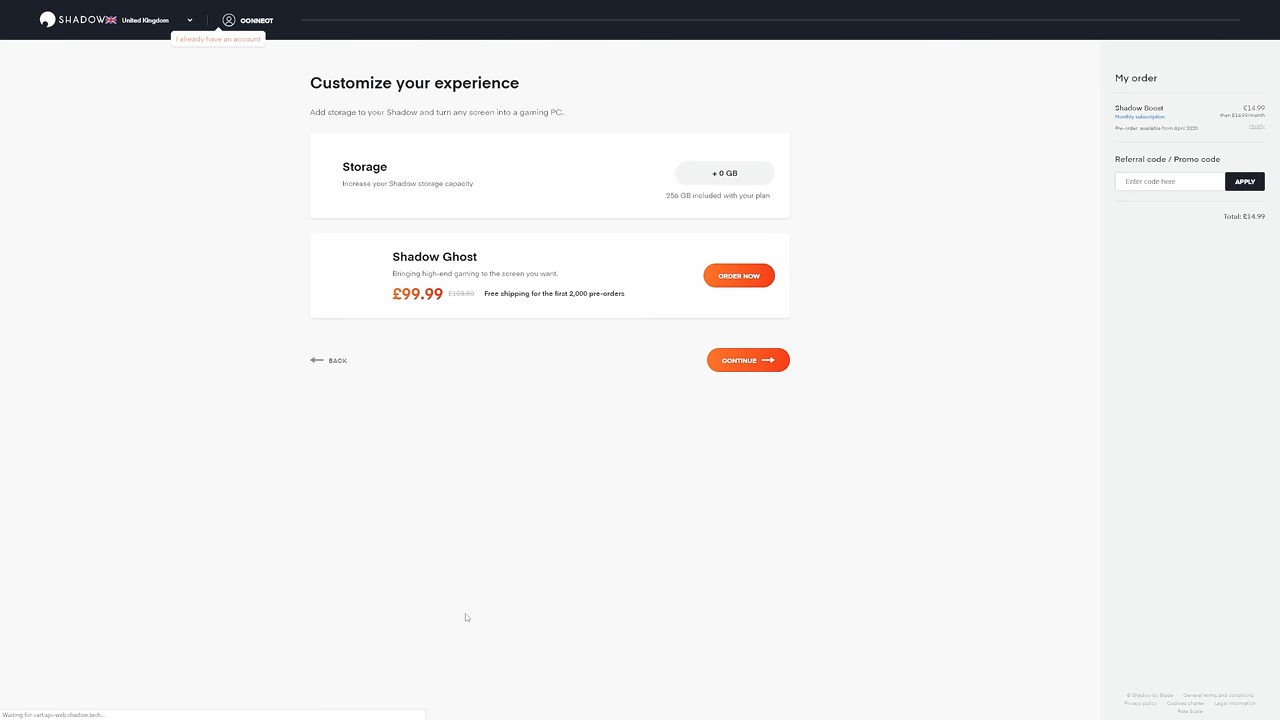 SHADOW United Kingdom CONNECT
I already have an account
Customize your experience
Add storage to your Shadow and turn any screen into a gaming PC.
Storage
Increase your Shadow storage capacity
+ 0 GB
256 GB included with your plan
Shadow Ghost
Bringing high-end gaming to the screen you want.
£99.99 £103.50 Free shipping for the first 2,000 pre-orders
ORDER NOW
BACK
CONTINUE
My order
Shadow Boost £14.99
Monthly subscription then £14.99/month
Pre-order: available from April 2020 Modify
Referral code / Promo code
Enter code here APPLY
Total: £14.99
© Shadow by Blade General terms and conditions
Privacy policy Cookies charter Legal information
Rate Scale
Waiting for cart.api-web.shadow.tech...